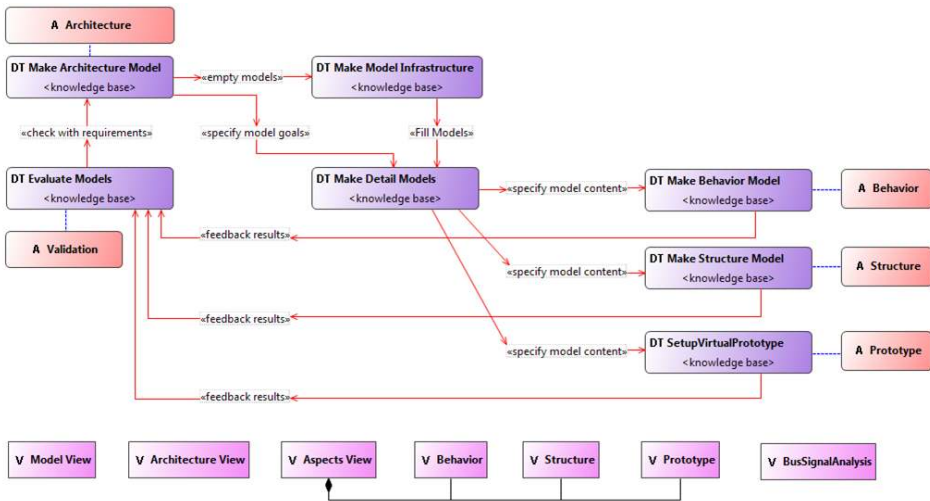 A Architecture
DT Make Architecture Model
<knowledge base>
«empty models»
DT Make Model Infrastructure
<knowledge base>
«check with requirements»
«specify model goals»
«Fill Models»
DT Evaluate Models
<knowledge base>
DT Make Detail Models
<knowledge base>
«specify model content»
DT Make Behavior Model
<knowledge base>
A Behavior
A Validation
«feedback results»
«specify model content»
DT Make Structure Model
<knowledge base>
A Structure
«feedback results»
«specify model content»
DT SetupVirtualPrototype
<knowledge base>
A Prototype
«feedback results»
V Model View
V Architecture View
V Aspects View
V Behavior
V Structure
V Prototype
V BusSignalAnalysis